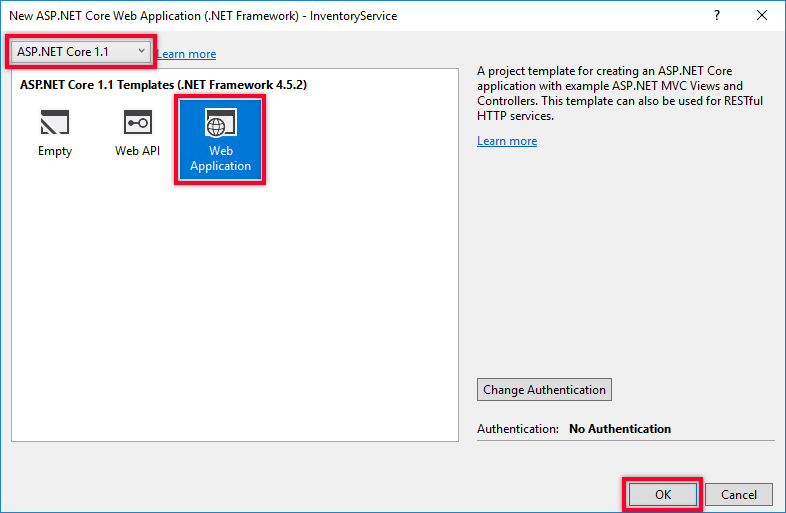 New ASP.NET Core Web Application (.NET Framework) - InventoryService
?
ASP.NET Core 1.1
Learn more
ASP.NET Core 1.1 Templates (.NET Framework 4.5.2)
Empty
Web API
Web
Application
A project template for creating an ASP.NET Core
application with example ASP.NET MVC Views and
Controllers. This template can also be used for RESTful
HTTP services.
Learn more
Change Authentication
Authentication: No Authentication
OK
Cancel